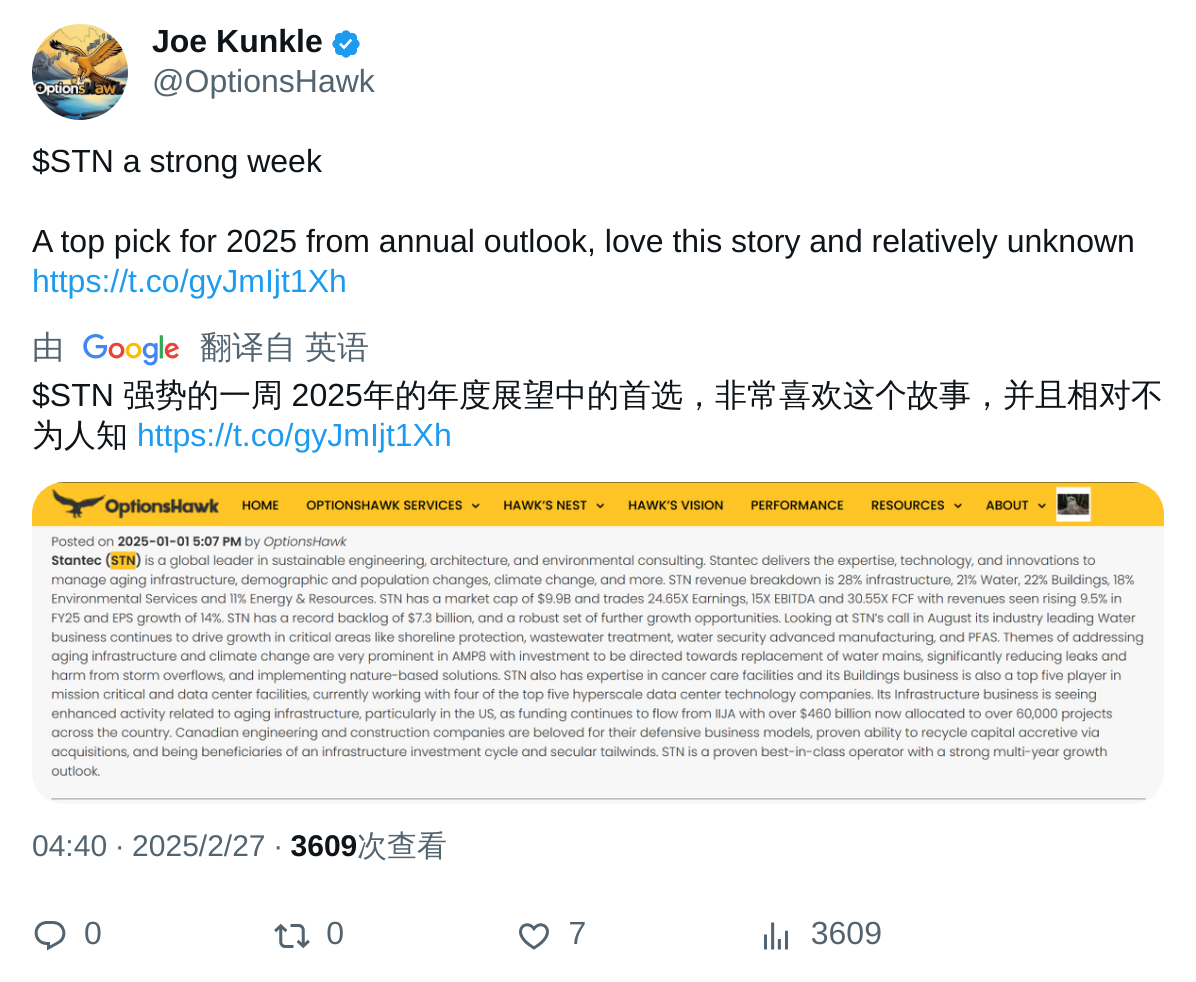 Joe Kunkle
@OptionsHawk
OptionsHawk
$STN a strong week
A top pick for 2025 from annual outlook, love this story and relatively unknown
https://t.co/gyJmIjt1Xh
由 Google 翻译自 英语
$STN 强势的一周 2025年的年度展望中的首选，非常喜欢这个故事，并且相对不
为人知 https://t.co/gyJmIjt1Xh
OptionsHawk HOME OPTIONSHAWK SERVICES HAWK'S NEST HAWK'S VISION PERFORMANCE RESOURCES ABOUT
Posted on 2025-01-01 5:07 PM by OptionsHawk
Stantec (STN) is a global leader in sustainable engineering, architecture, and environmental consulting. Stantec delivers the expertise, technology, and innovations to
manage aging infrastructure, demographic and population changes, climate change, and more. STN revenue breakdown is 28% infrastructure, 21% Water, 22% Buildings, 18%
Environmental Services and 11% Energy & Resources. STN has a market cap of $9.9B and trades 24.65X Earnings, 15X EBITDA and 30.55X FCF with revenues seen rising 9.5% in
FY25 and EPS growth of 14%. STN has a record backlog of $7.3 billion, and a robust set of further growth opportunities. Looking at STN's call in August its industry leading Water
business continues to drive growth in critical areas like shoreline protection, wastewater treatment, water security advanced manufacturing, and PFAS. Themes of addressing
aging infrastructure and climate change are very prominent in AMP8 with investment to be directed towards replacement of water mains, significantly reducing leaks and
harm from storm overflows, and implementing nature-based solutions. STN also has expertise in cancer care facilities and its Buildings business is also a top five player in
mission critical and data center facilities, currently working with four of the top five hyperscale data center technology companies. Its Infrastructure business is seeing
enhanced activity related to aging infrastructure, particularly in the US, as funding continues to flow from IIJA with over $460 billion now allocated to over 60,000 projects
across the country. Canadian engineering and construction companies are beloved for their defensive business models, proven ability to recycle capital accretive via
acquisitions, and being beneficiaries of an infrastructure investment cycle and secular tailwinds. STN is a proven best-in-class operator with a strong multi-year growth
outlook.
04:40 · 2025/2/27 · 3609次查看
0 0 7 3609